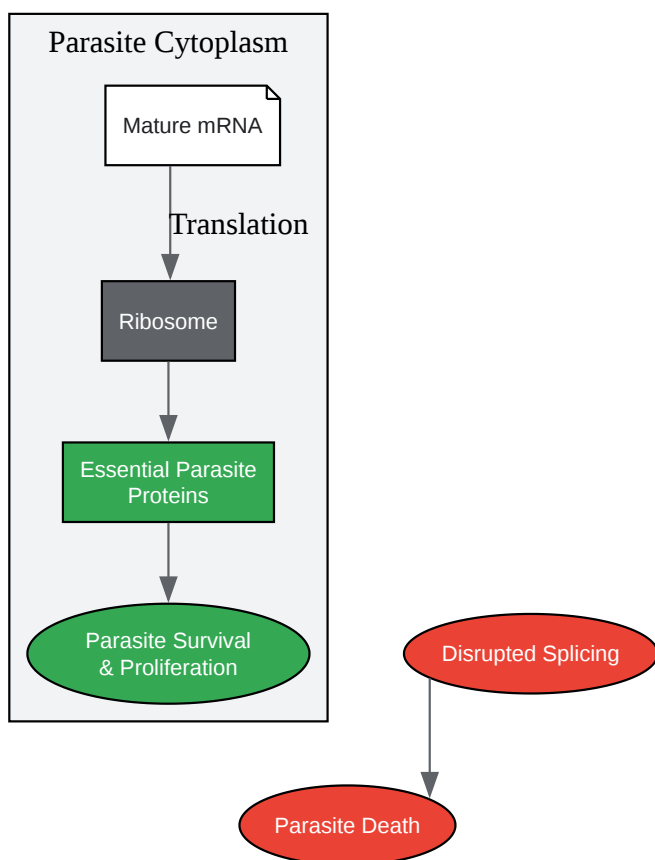 Parasite Cytoplasm
Mature mRNA
Translation
Ribosome
Essential Parasite
Proteins
Parasite Survival
& Proliferation
Disrupted Splicing
Parasite Death